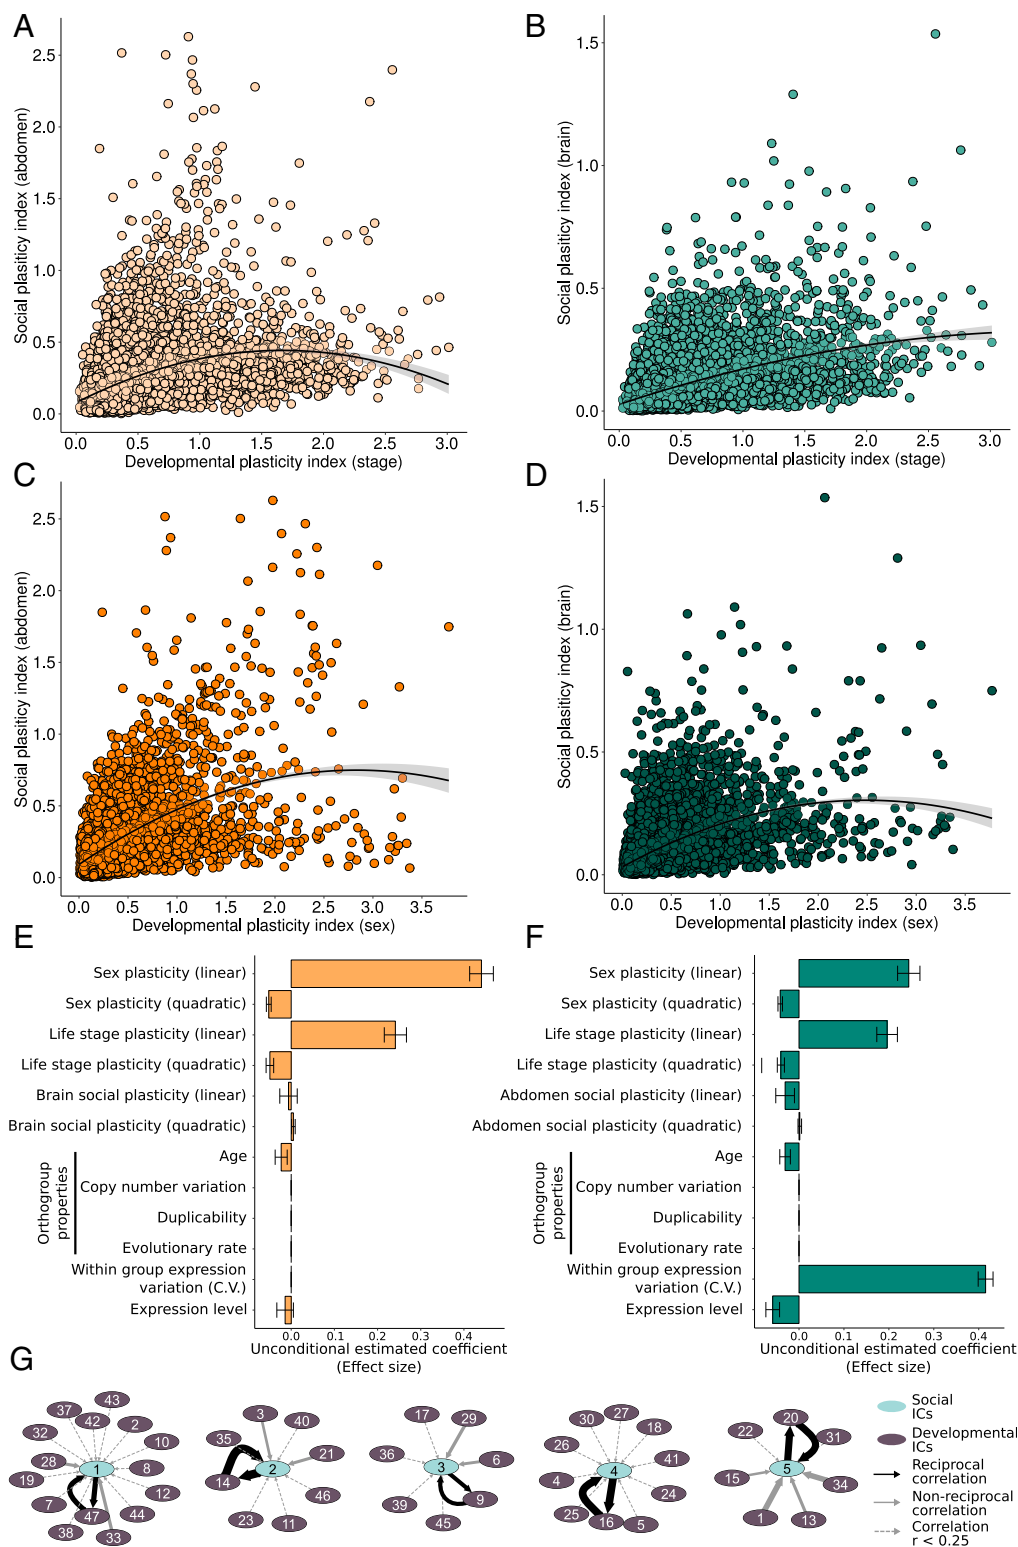 A
Social plasiticy index (abdomen)
2.5
2.0
1.5
1.0
0.5
0.0
0.0 0.5 1.0 1.5 2.0 2.5 3.0
Developmental plasticity index (stage)
B
Social plasiticy index (brain)
1.5
1.0
0.5
0.0
0.0 0.5 1.0 1.5 2.0 2.5 3.0
Developmental plasticity index (stage)
C
Social plasiticy index (abdomen)
2.5
2.0
1.5
1.0
0.5
0.0
0.0 0.5 1.0 1.5 2.0 2.5 3.0 3.5
Developmental plasticity index (sex)
D
Social plasiticy index (brain)
1.5
1.0
0.5
0.0
0.0 0.5 1.0 1.5 2.0 2.5 3.0 3.5
Developmental plasticity index (sex)
E
Sex plasticity (linear)
Sex plasticity (quadratic)
Life stage plasticity (linear)
Life stage plasticity (quadratic)
Brain social plasticity (linear)
Brain social plasticity (quadratic)
Orthogroup
properties
Age
Copy number variation
Duplicability
Evolutionary rate
Within group expression
variation (C.V.)
Expression level
0.0 0.1 0.2 0.3 0.4
Unconditional estimated coefficient
(Effect size)
F
Sex plasticity (linear)
Sex plasticity (quadratic)
Life stage plasticity (linear)
Life stage plasticity (quadratic)
Abdomen social plasticity (linear)
Abdomen social plasticity (quadratic)
Orthogroup
properties
Age
Copy number variation
Duplicability
Evolutionary rate
Within group expression
variation (C.V.)
Expression level
0.0 0.1 0.2 0.3 0.4
Unconditional estimated coefficient
(Effect size)
G
43
37
42
2
32
10
28
1
8
19
12
7
47
44
38
33
3
40
35
21
2
14
46
23
11
17
29
36
6
3
39
9
45
27
30
18
26
41
4
4
24
25
16
5
20
22
31
5
15
34
1
13
Social
ICs
Developmental
ICs
Reciprocal
correlation
Non-reciprocal
correlation
Correlation
r < 0.25